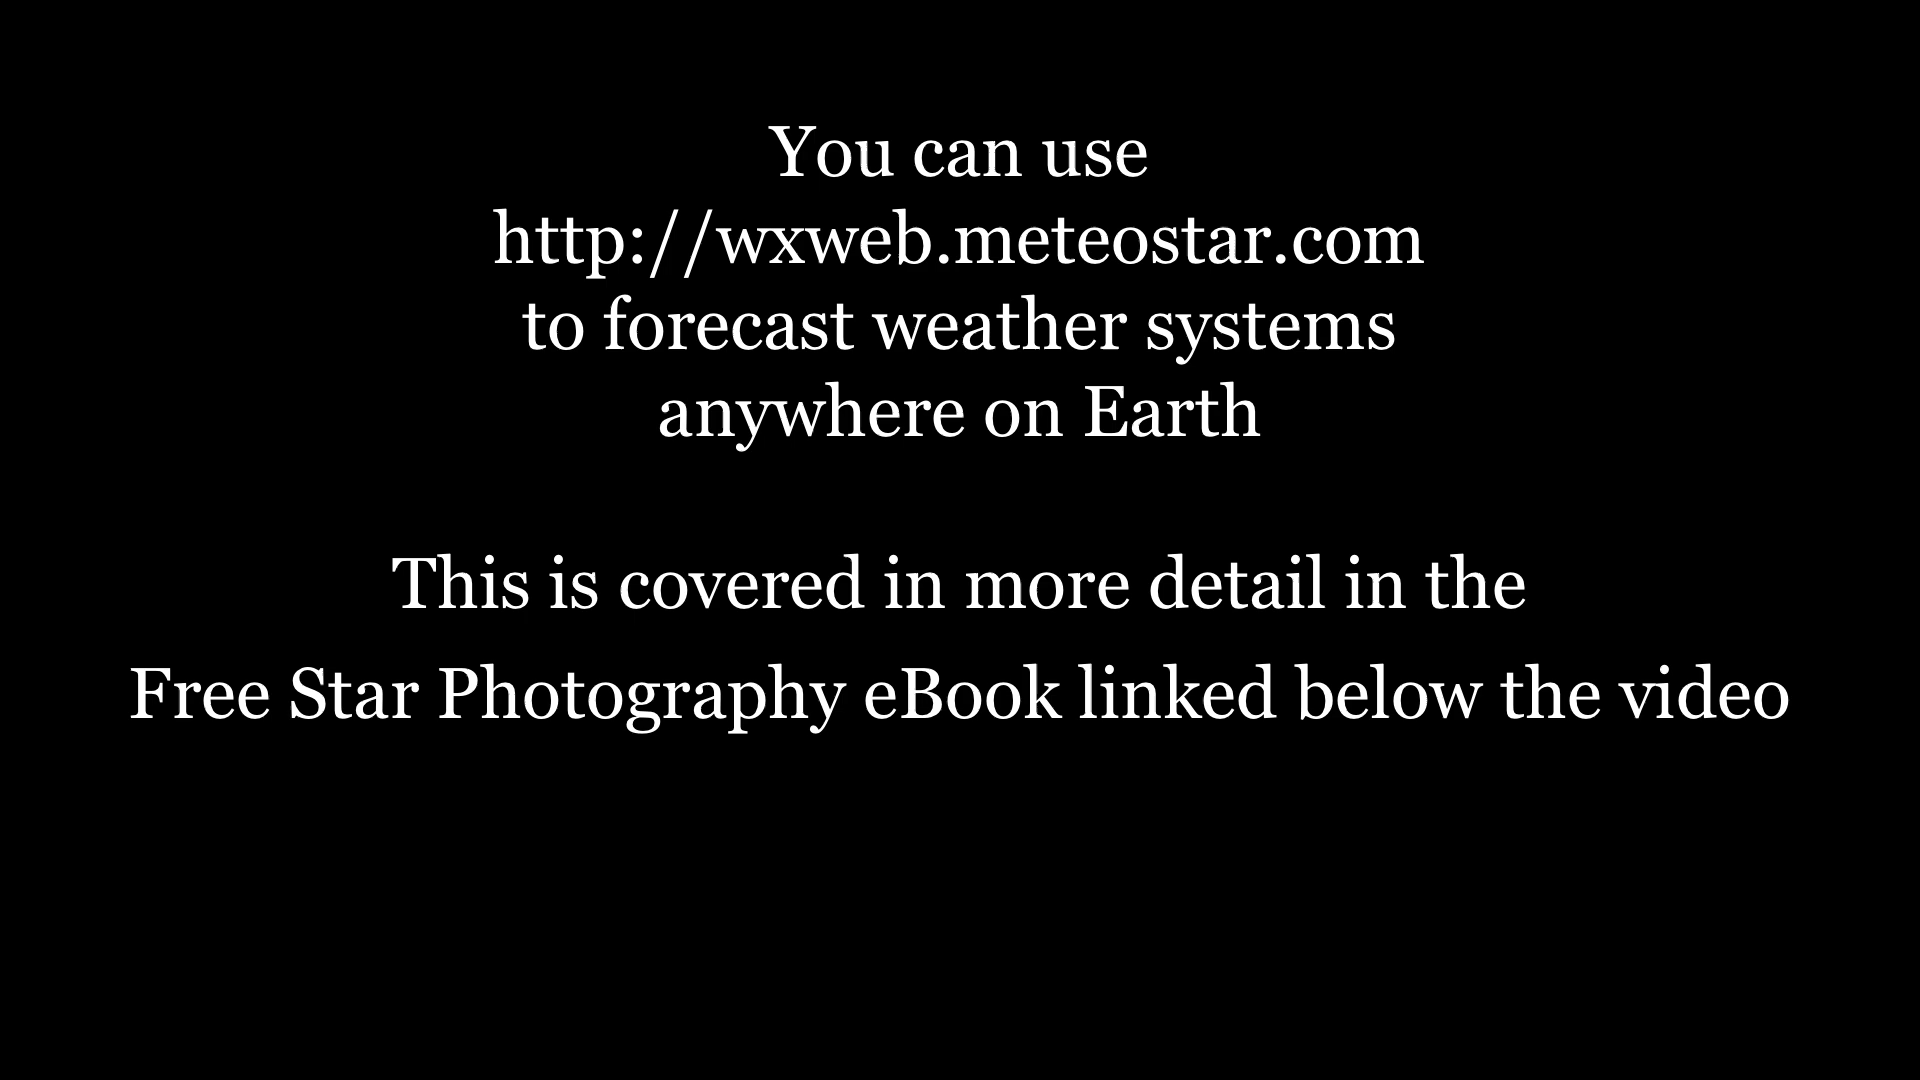 You can use
http://wxweb.meteostar.com
to forecast weather systems
anywhere on Earth
This is covered in more detail in the
Free Star Photography eBook linked below the video